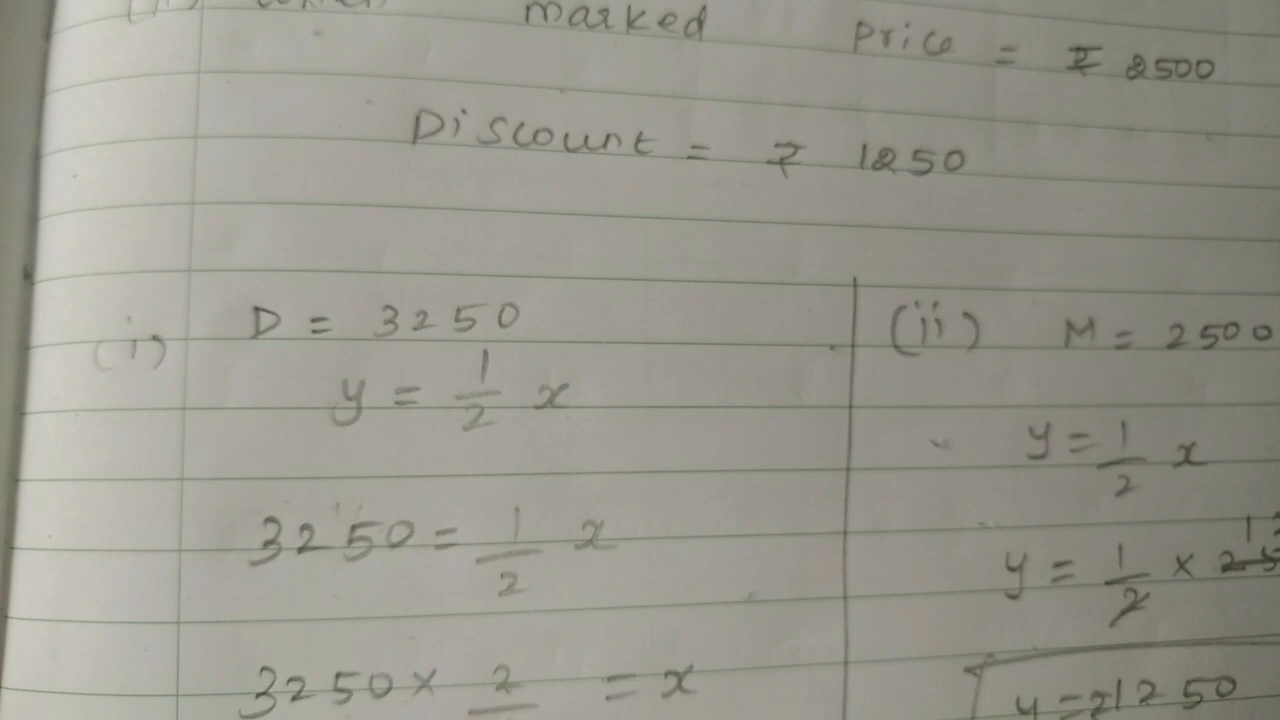 marked price = ₹ 2500
Discount = ₹ 1250
(i) D = 3250
y = 1/2 x
3250 = 1/2 x
3250 × 2 = x
(ii) M = 2500
y = 1/2 x
y = 1/2 ×
y = 1250